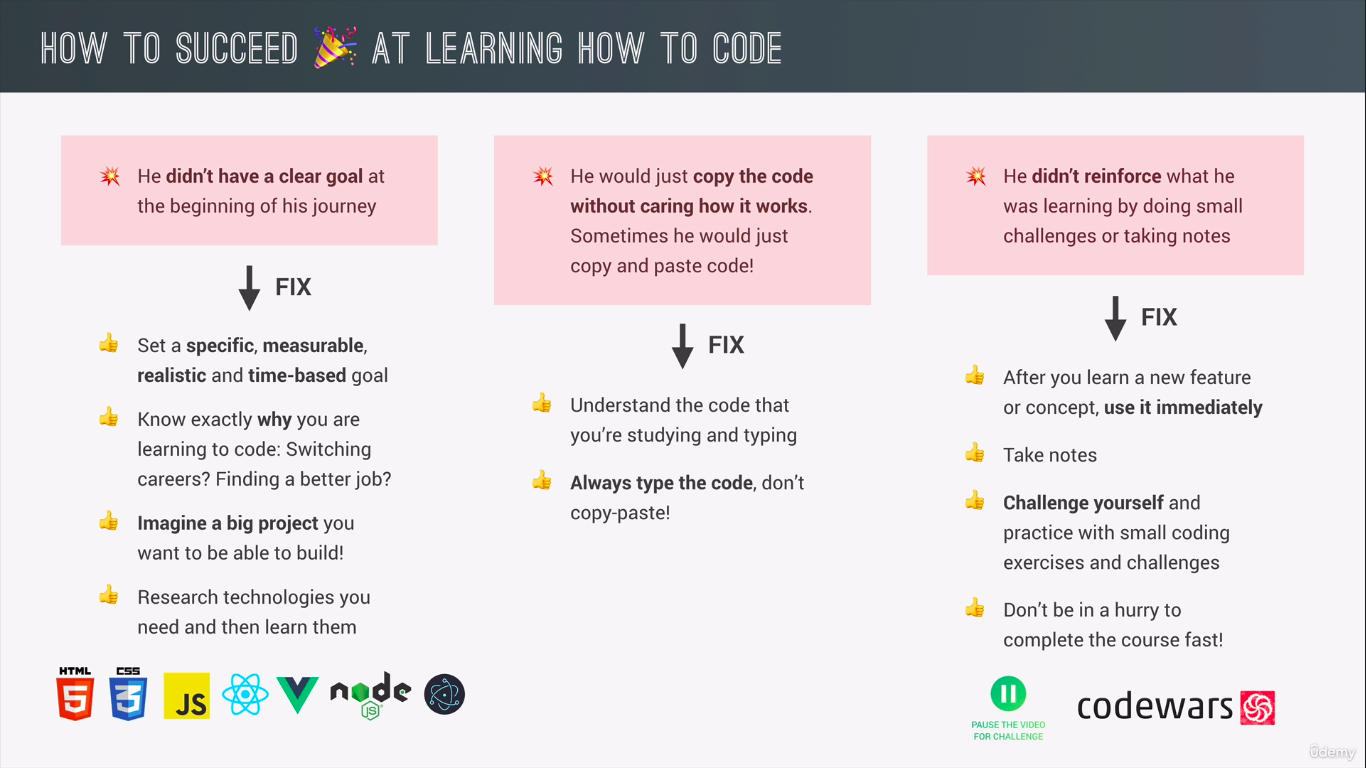 HOW TO SUCCEED 🎉 AT LEARNING HOW TO CODE
He didn't have a clear goal at
the beginning of his journey
FIX
Set a specific, measurable,
realistic and time-based goal
Know exactly why you are
learning to code: Switching
careers? Finding a better job?
Imagine a big project you
want to be able to build!
Research technologies you
need and then learn them
HTML
5
CSS
3
JS
node
JS
He would just copy the code
without caring how it works.
Sometimes he would just
copy and paste code!
FIX
Understand the code that
you're studying and typing
Always type the code, don't
copy-paste!
He didn't reinforce what he
was learning by doing small
challenges or taking notes
FIX
After you learn a new feature
or concept, use it immediately
Take notes
Challenge yourself and
practice with small coding
exercises and challenges
Don't be in a hurry to
complete the course fast!
PAUSE THE VIDEO
FOR CHALLENGE
codewars
ûdemy